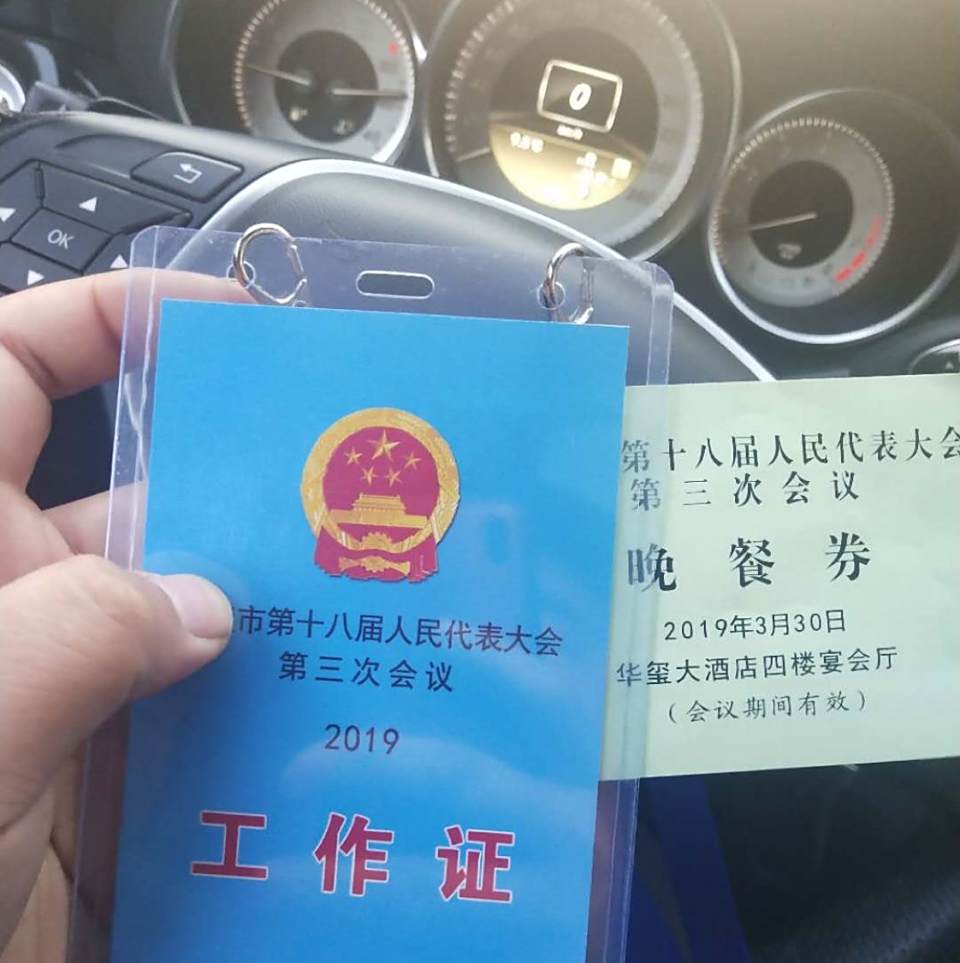 OK
0
市第十八届人民代表大会
第三次会议
2019
工作证
第十八届人民代表大会
第三次会议
晚餐券
2019年3月30日
华玺大酒店四楼宴会厅
（会议期间有效）